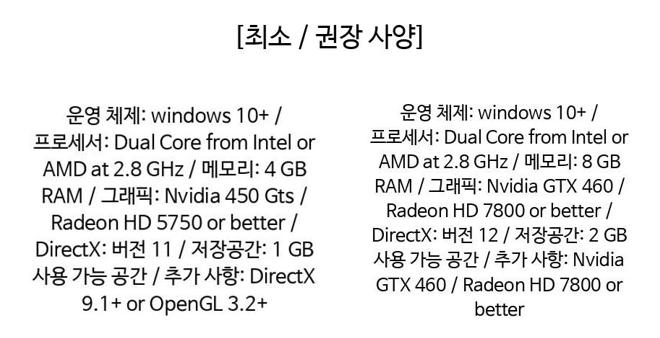 [최소 / 권장 사양]
운영 체제: windows 10+ /
프로세서: Dual Core from Intel or
AMD at 2.8 GHz / 메모리: 4 GB
RAM / 그래픽: Nvidia 450 Gts /
Radeon HD 5750 or better /
DirectX: 버전 11 / 저장공간: 1 GB
사용 가능 공간 / 추가 사항: DirectX
9.1+ or OpenGL 3.2+
운영 체제: windows 10+ /
프로세서: Dual Core from Intel or
AMD at 2.8 GHz / 메모리: 8 GB
RAM / 그래픽: Nvidia GTX 460 /
Radeon HD 7800 or better /
DirectX: 버전 12 / 저장공간: 2 GB
사용 가능 공간 / 추가 사항: Nvidia
GTX 460 / Radeon HD 7800 or
better